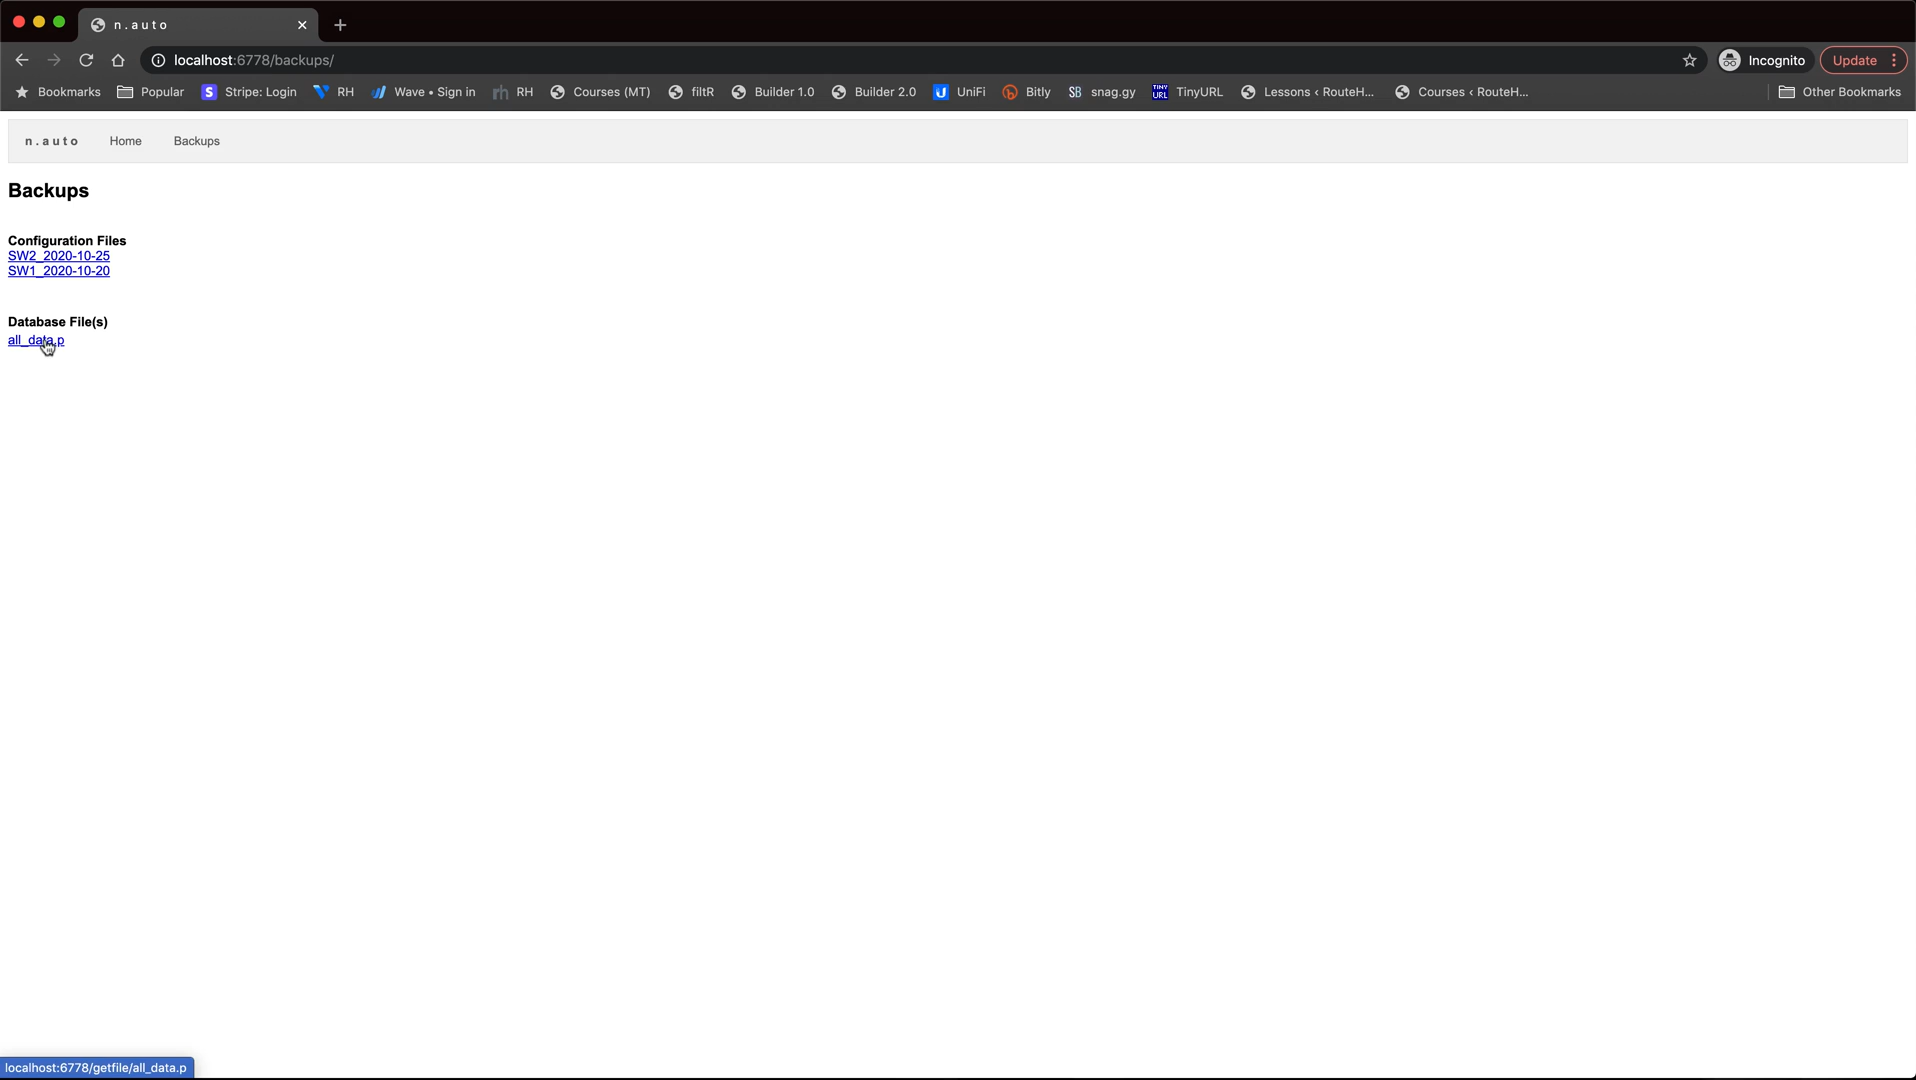 n.auto
localhost:6778/backups/
Incognito
Update
Bookmarks Popular Stripe: Login RH Wave • Sign in RH Courses (MT) filtR Builder 1.0 Builder 2.0 UniFi Bitly snag.gy TinyURL Lessons ‹ RouteH... Courses ‹ RouteH... Other Bookmarks
n.auto Home Backups
Backups
Configuration Files
SW2_2020-10-25
SW1_2020-10-20
Database File(s)
all_data.p
localhost:6778/getfile/all_data.p